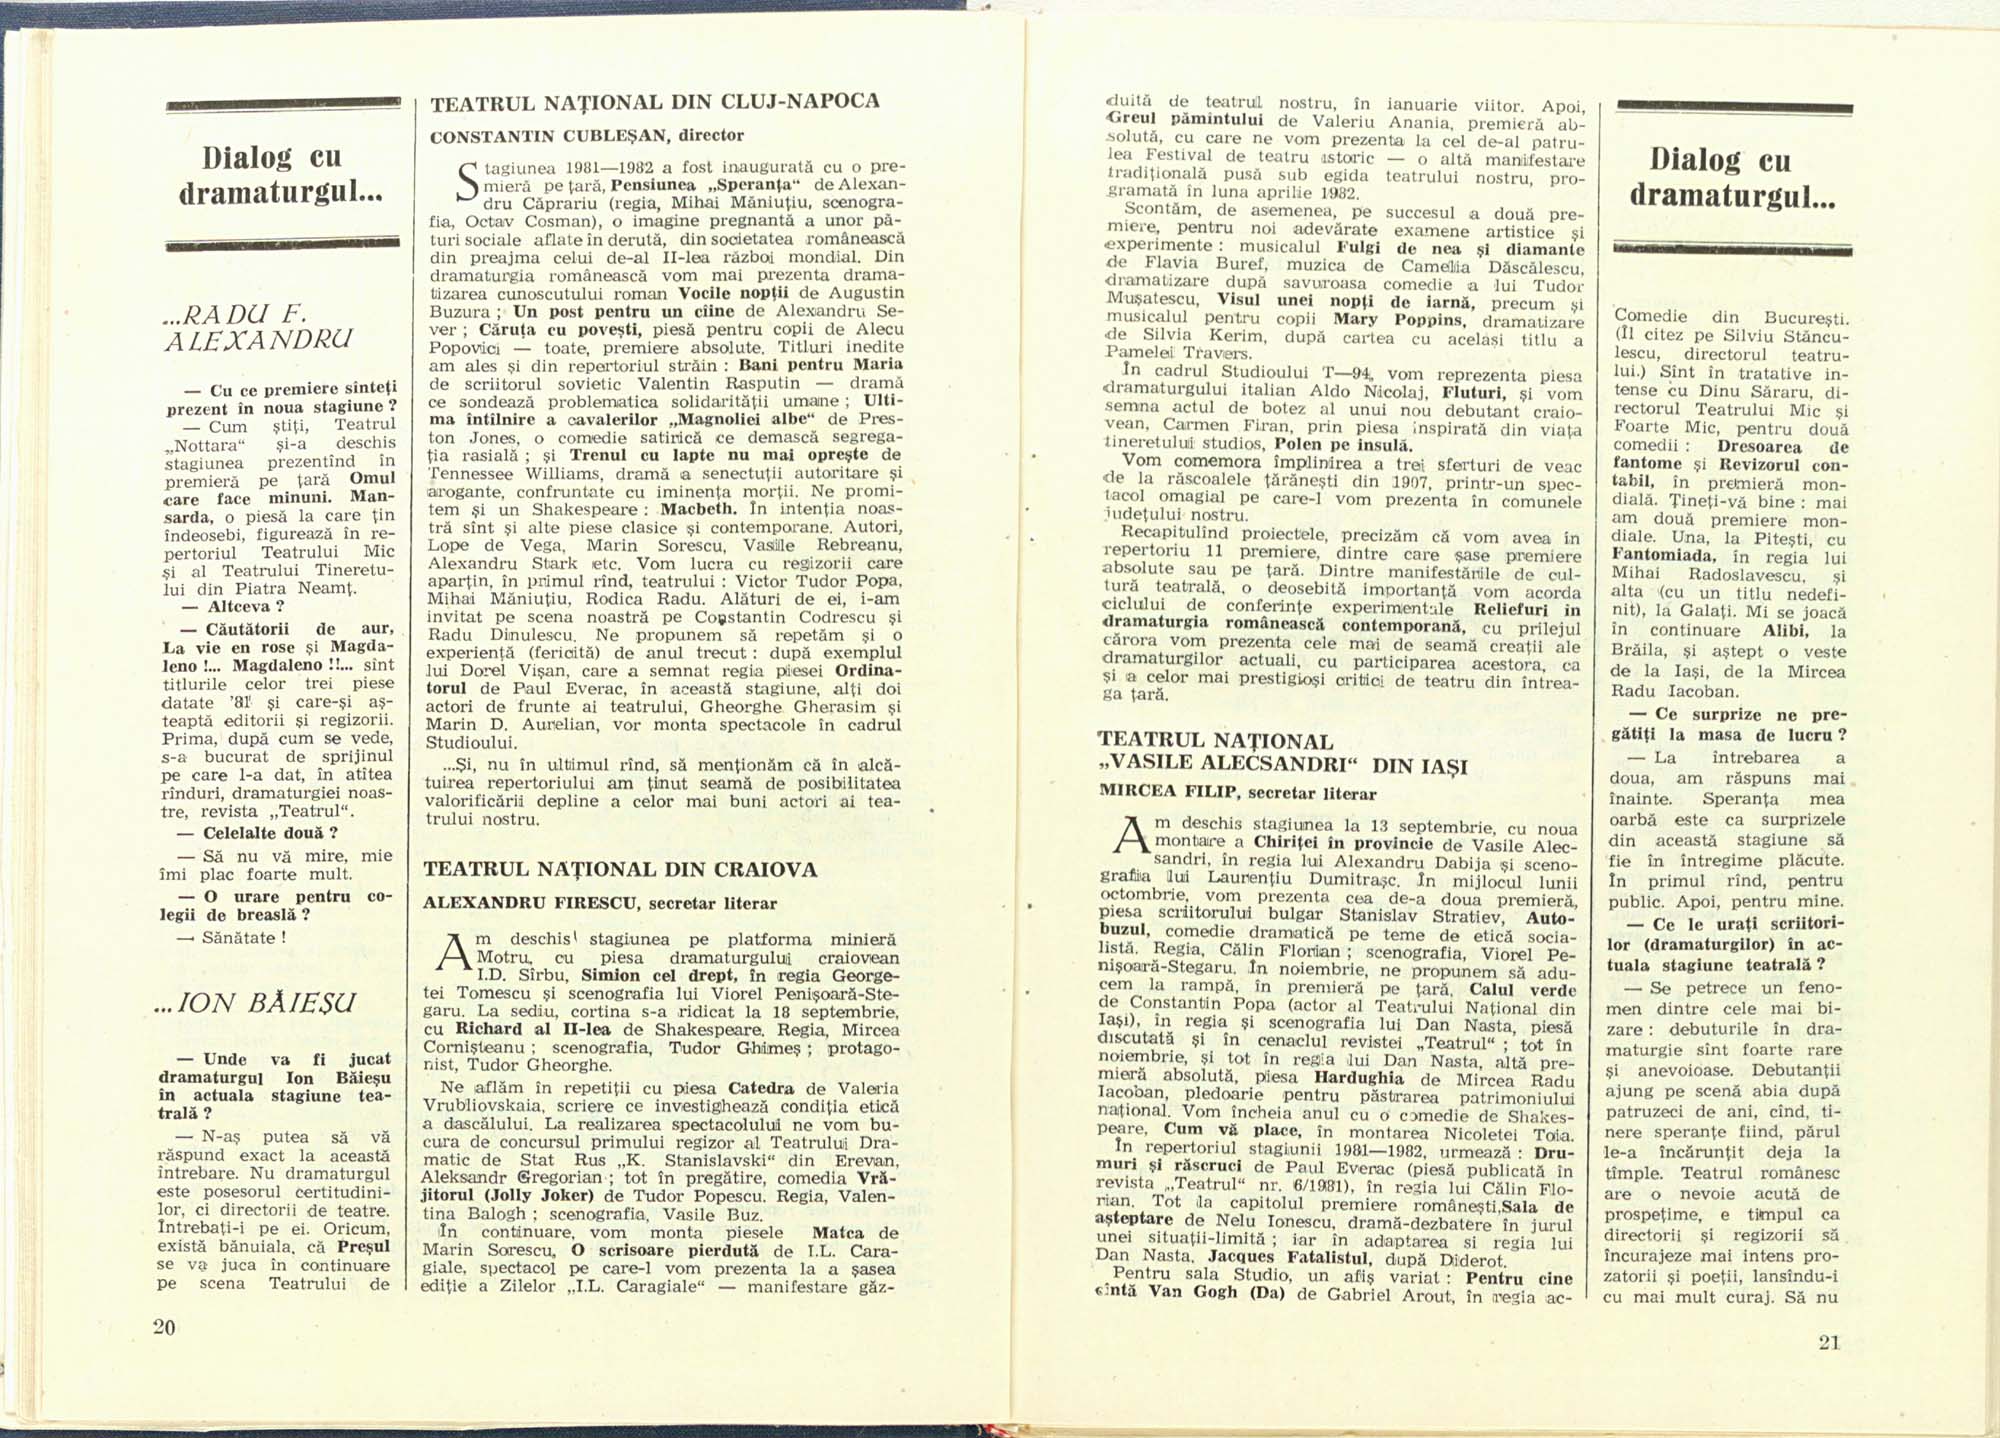 Dialog cu
dramaturgul...
...RADU F.
ALEXANDRU
— Cu ce premiere sînteți
prezent în noua stagiune ?
— Cum știți, Teatrul
„Nottara“ și-a deschis
stagiunea prezentînd în
premieră pe țară Omul
care face minuni. Man-
sarda, o piesă la care țin
îndeosebi, figurează în re-
pertoriul Teatrului Mic
și al Teatrului Tineretu-
lui din Piatra Neamț.
— Altceva ?
— Căutătorii de aur,
La vie en rose și Magda-
leno !... Magdaleno !!... sînt
titlurile celor trei piese
datate '81 și care-și aș-
teaptă editorii și regizorii.
Prima, după cum se vede,
s-a bucurat de sprijinul
pe care l-a dat, în atîtea
rînduri, dramaturgiei noas-
tre, revista „Teatrul“.
— Celelalte două ?
— Să nu vă mire, mie
îmi plac foarte mult.
— O urare pentru co-
legii de breaslă ?
— Sănătate !
...ION BĂIEȘU
— Unde va fi jucat
dramaturgul Ion Băieșu
în actuala stagiune tea-
trală ?
— N-aș putea să vă
răspund exact la această
întrebare. Nu dramaturgul
este posesorul certitudini-
lor, ci directorii de teatre.
Întrebați-i pe ei. Oricum,
există bănuiala, că Preșul
se va juca în continuare
pe scena Teatrului de
20
TEATRUL NAȚIONAL DIN CLUJ-NAPOCA
CONSTANTIN CUBLEȘAN, director
Stagiunea 1981—1982 a fost inaugurată cu o pre-
mieră pe țară, Pensiunea „Speranța“ de Alexan-
dru Căprariu (regia, Mihai Măniuțiu, scenogra-
fia, Octav Cosman), o imagine pregnantă a unor pă-
turi sociale aflate în derută, din societatea românească
din preajma celui de-al II-lea război mondial. Din
dramaturgia românească vom mai prezenta drama-
tizarea cunoscutului roman Vocile nopții de Augustin
Buzura ; Un post pentru un cîine de Alexandru Se-
ver ; Căruța cu povești, piesă pentru copii de Alecu
Popovici — toate, premiere absolute. Titluri inedite
am ales și din repertoriul străin : Bani pentru Maria
de scriitorul sovietic Valentin Rasputin — dramă
ce sondează problematica solidarității umane ; Ulti-
ma întîlnire a cavalerilor „Magnoliei albe“ de Pres-
ton Jones, o comedie satirică ce demască segrega-
ția rasială ; și Trenul cu lapte nu mai oprește de
Tennessee Williams, dramă a senectuții autoritare și
arogante, confruntate cu iminența morții. Ne promi-
tem și un Shakespeare : Macbeth. În intenția noas-
tră sînt și alte piese clasice și contemporane. Autori,
Lope de Vega, Marin Sorescu, Vasile Rebreanu,
Alexandru Stark etc. Vom lucra cu regizorii care
aparțin, în primul rînd, teatrului : Victor Tudor Popa,
Mihai Măniuțiu, Rodica Radu. Alături de ei, i-am
invitat pe scena noastră pe Constantin Codrescu și
Radu Dinulescu. Ne propunem să repetăm și o
experiență (fericită) de anul trecut : după exemplul
lui Dorel Vișan, care a semnat regia piesei Ordina-
torul de Paul Everac, în această stagiune, alți doi
actori de frunte ai teatrului, Gheorghe Gherasim și
Marin D. Aurelian, vor monta spectacole în cadrul
Studioului.
...Și, nu în ultimul rînd, să menționăm că în alcă-
tuirea repertoriului am ținut seamă de posibilitatea
valorificării depline a celor mai buni actori ai tea-
trului nostru.
TEATRUL NAȚIONAL DIN CRAIOVA
ALEXANDRU FIRESCU, secretar literar
Am deschis stagiunea pe platforma minieră
Motru, cu piesa dramaturgului craiovean
I.D. Sîrbu, Simion cel drept, în regia George-
tei Tomescu și scenografia lui Viorel Penișoară-Ste-
garu. La sediu, cortina s-a ridicat la 18 septembrie,
cu Richard al II-lea de Shakespeare. Regia, Mircea
Cornișteanu ; scenografia, Tudor Ghimeș ; protago-
nist, Tudor Gheorghe.
Ne aflăm în repetiții cu piesa Catedra de Valeria
Vrubliovskaia, scriere ce investighează condiția etică
a dascălului. La realizarea spectacolului ne vom bu-
cura de concursul primului regizor al Teatrului Dra-
matic de Stat Rus „K. Stanislavski“ din Erevan,
Aleksandr Gregorian ; tot în pregătire, comedia Vră-
jitorul (Jolly Joker) de Tudor Popescu. Regia, Valen-
tina Balogh ; scenografia, Vasile Buz.
În continuare, vom monta piesele Matca de
Marin Sorescu, O scrisoare pierdută de I.L. Cara-
giale, spectacol pe care-l vom prezenta la a șasea
ediție a Zilelor „I.L. Caragiale“ — manifestare găz-
duită de teatrul nostru, în ianuarie viitor. Apoi,
Greul pămîntului de Valeriu Anania, premieră ab-
solută, cu care ne vom prezenta la cel de-al patru-
lea Festival de teatru istoric — o altă manifestare
tradițională pusă sub egida teatrului nostru, pro-
gramată în luna aprilie 1982.
Scontăm, de asemenea, pe succesul a două pre-
miere, pentru noi adevărate examene artistice și
experimente : musicalul Fulgi de nea și diamante
de Flavia Buref, muzica de Camelia Dăscălescu,
dramatizare după savuroasa comedie a lui Tudor
Mușatescu, Visul unei nopți de iarnă, precum și
musicalul pentru copii Mary Poppins, dramatizare
de Silvia Kerim, după cartea cu același titlu a
Pamelei Travers.
În cadrul Studioului T—94, vom reprezenta piesa
dramaturgului italian Aldo Nicolaj, Fluturi, și vom
semna actul de botez al unui nou debutant craio-
vean, Carmen Firan, prin piesa inspirată din viața
tineretului studios, Polen pe insulă.
Vom comemora împlinirea a trei sferturi de veac
de la răscoalele țărănești din 1907, printr-un spec-
tacol omagial pe care-l vom prezenta în comunele
județului nostru.
Recapitulînd proiectele, precizăm că vom avea în
repertoriu 11 premiere, dintre care șase premiere
absolute sau pe țară. Dintre manifestările de cul-
tură teatrală, o deosebită importanță vom acorda
ciclului de conferințe experimentale Reliefuri în
dramaturgia românească contemporană, cu prilejul
cărora vom prezenta cele mai de seamă creații ale
dramaturgilor actuali, cu participarea acestora, ca
și a celor mai prestigioși critici de teatru din întrea-
ga țară.
TEATRUL NAȚIONAL
„VASILE ALECSANDRI“ DIN IAȘI
MIRCEA FILIP, secretar literar
Am deschis stagiunea la 13 septembrie, cu noua
montare a Chiriței în provincie de Vasile Alec-
sandri, în regia lui Alexandru Dabija și sceno-
grafia lui Laurențiu Dumitrașc. În mijlocul lunii
octombrie, vom prezenta cea de-a doua premieră,
piesa scriitorului bulgar Stanislav Stratiev, Auto-
buzul, comedie dramatică pe teme de etică socia-
listă. Regia, Călin Florian ; scenografia, Viorel Pe-
nișoară-Stegaru. În noiembrie, ne propunem să adu-
cem la rampă, în premieră pe țară, Calul verde
de Constantin Popa (actor al Teatrului Național din
Iași), în regia și scenografia lui Dan Nasta, piesă
discutată și în cenaclul revistei „Teatrul“ ; tot în
noiembrie, și tot în regia lui Dan Nasta, altă pre-
mieră absolută, piesa Hardughia de Mircea Radu
Iacoban, pledoarie pentru păstrarea patrimoniului
național. Vom încheia anul cu o comedie de Shakes-
peare, Cum vă place, în montarea Nicoletei Toia.
În repertoriul stagiunii 1981—1982, urmează : Dru-
muri și răscruci de Paul Everac (piesă publicată în
revista „Teatrul“ nr. 6/1981), în regia lui Călin Flo-
rian. Tot la capitolul premiere românești,Sala de
așteptare de Nelu Ionescu, dramă-dezbatere în jurul
unei situații-limită ; iar în adaptarea si regia lui
Dan Nasta, Jacques Fatalistul, după Diderot.
Pentru sala Studio, un afiș variat : Pentru cine
cîntă Van Gogh (Da) de Gabriel Arout, în regia ac-
Dialog cu
dramaturgul...
Comedie din București.
(Îl citez pe Silviu Stăncu-
lescu, directorul teatru-
lui.) Sînt în tratative in-
tense cu Dinu Săraru, di-
rectorul Teatrului Mic și
Foarte Mic, pentru două
comedii : Dresoarea de
fantome și Revizorul con-
tabil, în premieră mon-
dială. Țineți-vă bine : mai
am două premiere mon-
diale. Una, la Pitești, cu
Fantomiada, în regia lui
Mihai Radoslavescu, și
alta (cu un titlu nedefi-
nit), la Galați. Mi se joacă
în continuare Alibi, la
Brăila, și aștept o veste
de la Iași, de la Mircea
Radu Iacoban.
— Ce surprize ne pre-
gătiți la masa de lucru ?
— La întrebarea a
doua, am răspuns mai
înainte. Speranța mea
oarbă este ca surprizele
din această stagiune să
fie în întregime plăcute.
În primul rînd, pentru
public. Apoi, pentru mine.
— Ce le urați scriitori-
lor (dramaturgilor) în ac-
tuala stagiune teatrală ?
— Se petrece un feno-
men dintre cele mai bi-
zare : debuturile în dra-
maturgie sînt foarte rare
și anevoioase. Debutanții
ajung pe scenă abia după
patruzeci de ani, cînd, ti-
nere speranțe fiind, părul
le-a încărunțit deja la
tîmple. Teatrul românesc
are o nevoie acută de
prospețime, e timpul ca
directorii și regizorii să
încurajeze mai intens pro-
zatorii și poeții, lansîndu-i
cu mai mult curaj. Să nu
21